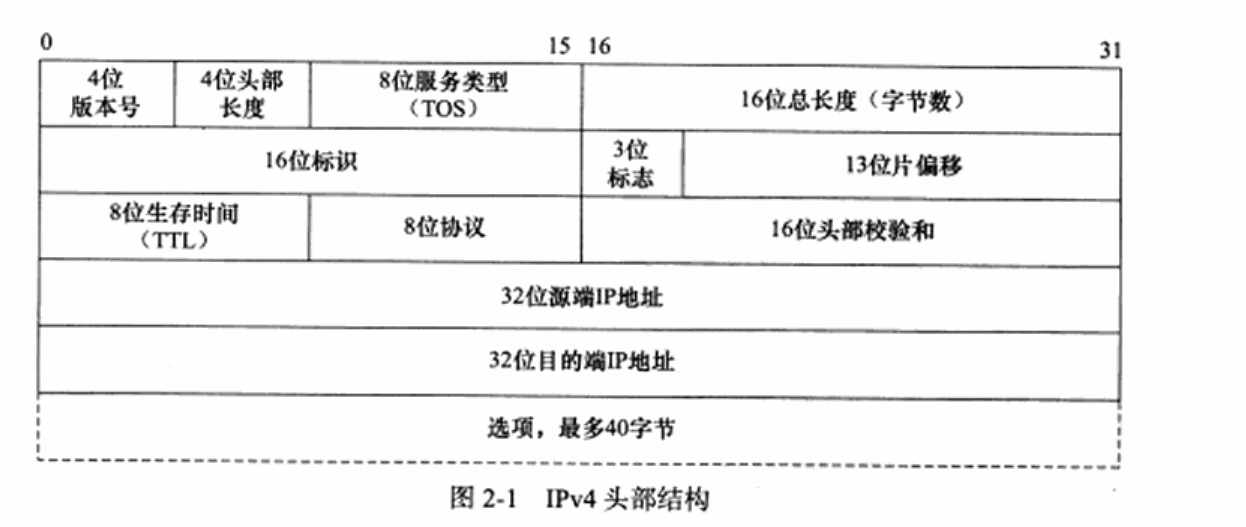 0 15 16 31
4位 4位头部 8位服务类型 16位总长度（字节数）
版本号 长度 （TOS）
16位标识 3位 13位片偏移
标志
8位生存时间 8位协议 16位头部校验和
（TTL）
32位源端IP地址
32位目的端IP地址
选项，最多40字节
图 2-1 IPv4 头部结构